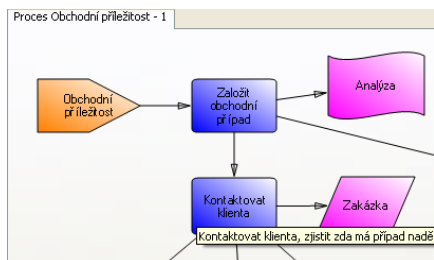 Proces Obchodní příležitost - 1
Obchodní
příležitost
Založit
obchodní
případ
Analýza
Kontaktovat
klienta
Zakázka
Kontaktovat klienta, zjistit zda má případ nadě